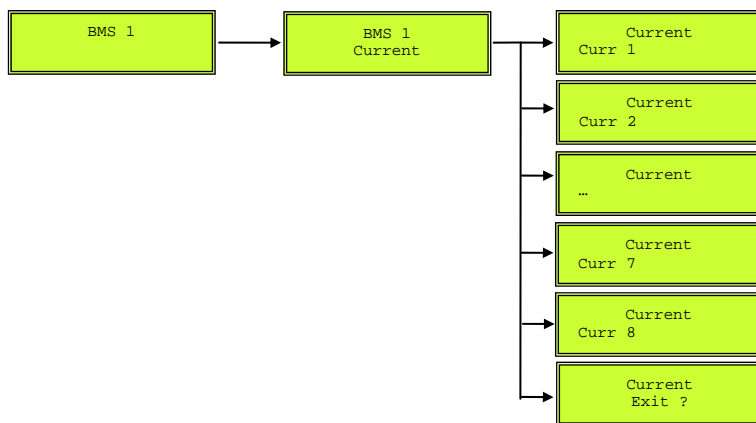 BMS 1
BMS 1
Current
Current
Curr 1
Current
Curr 2
Current
…
Current
Curr 7
Current
Curr 8
Current
Exit ?